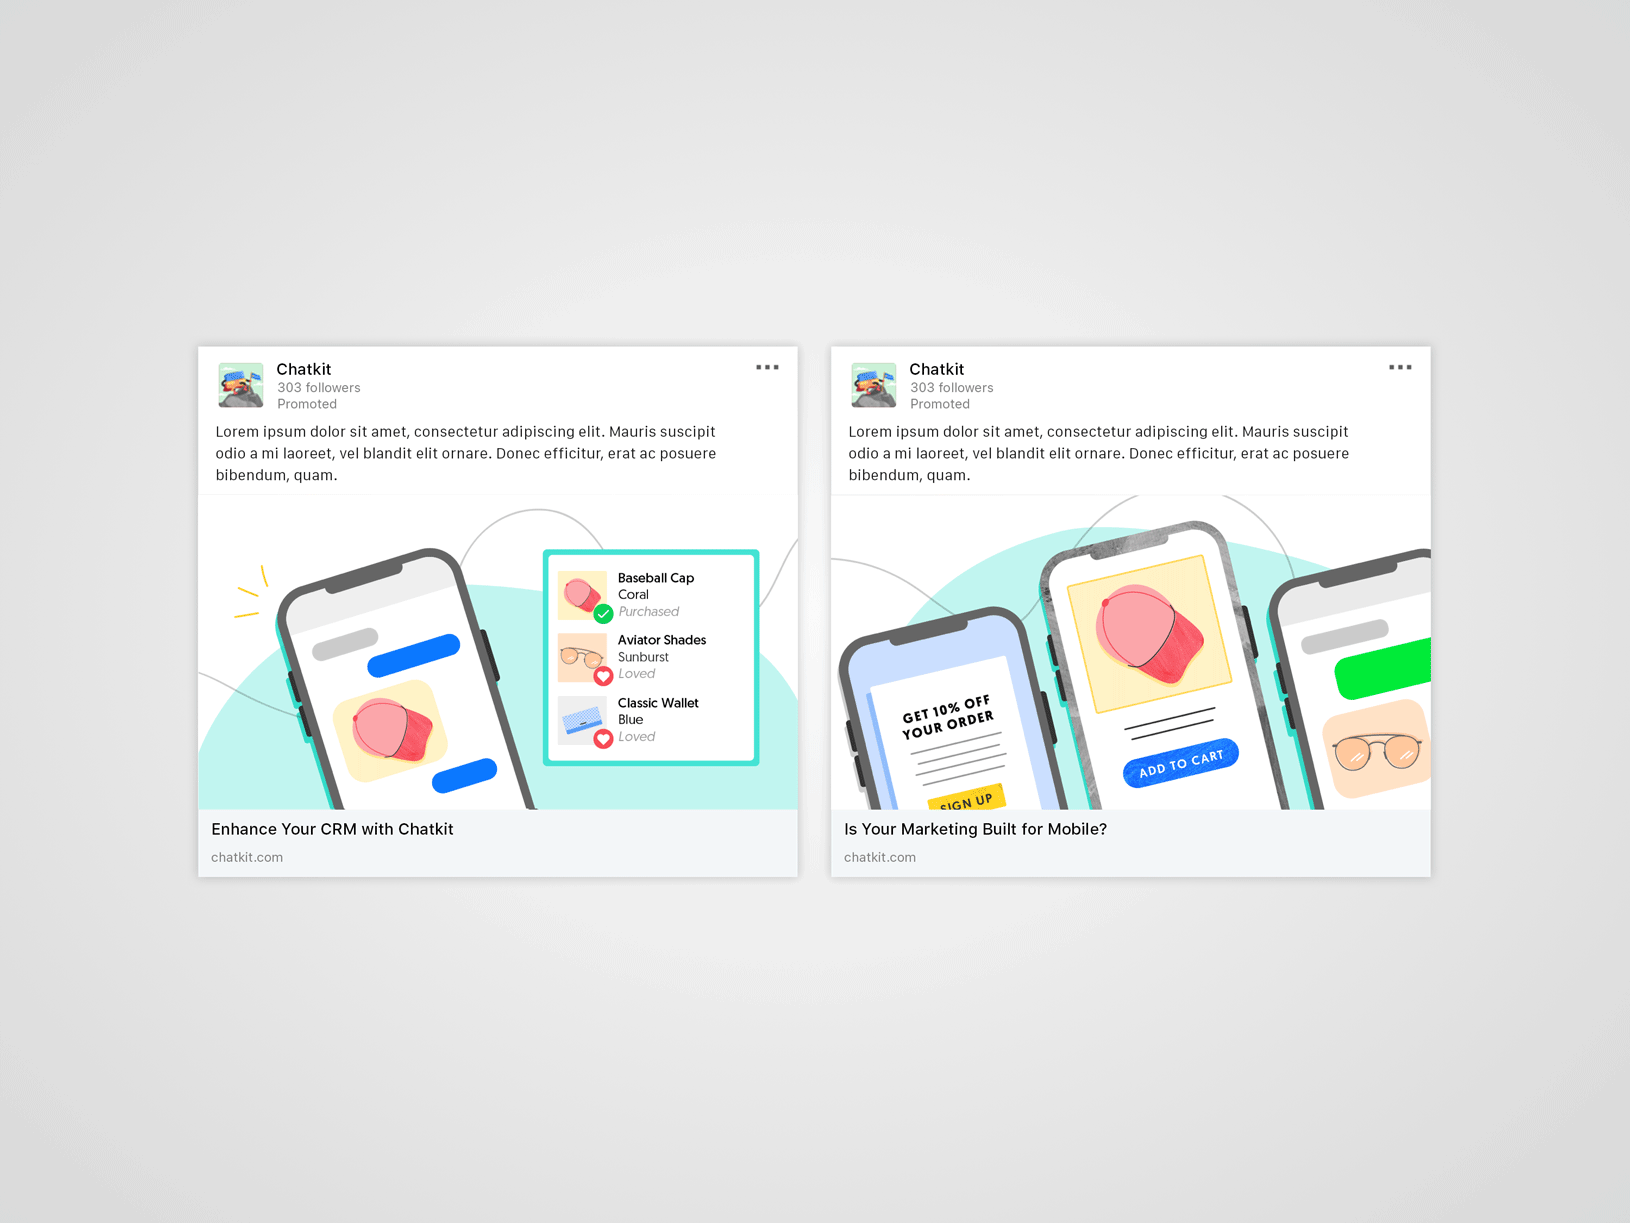 Chatkit
303 followers
Promoted
Lorem ipsum dolor sit amet, consectetur adipiscing elit. Mauris suscipit
odio a mi laoreet, vel blandit elit ornare. Donec efficitur, erat ac posuere
bibendum, quam.
Baseball Cap
Coral
Purchased
Aviator Shades
Sunburst
Loved
Classic Wallet
Blue
Loved
Enhance Your CRM with Chatkit
chatkit.com
Chatkit
303 followers
Promoted
Lorem ipsum dolor sit amet, consectetur adipiscing elit. Mauris suscipit
odio a mi laoreet, vel blandit elit ornare. Donec efficitur, erat ac posuere
bibendum, quam.
GET 10% OFF
YOUR ORDER
SIGN UP
ADD TO CART
Is Your Marketing Built for Mobile?
chatkit.com